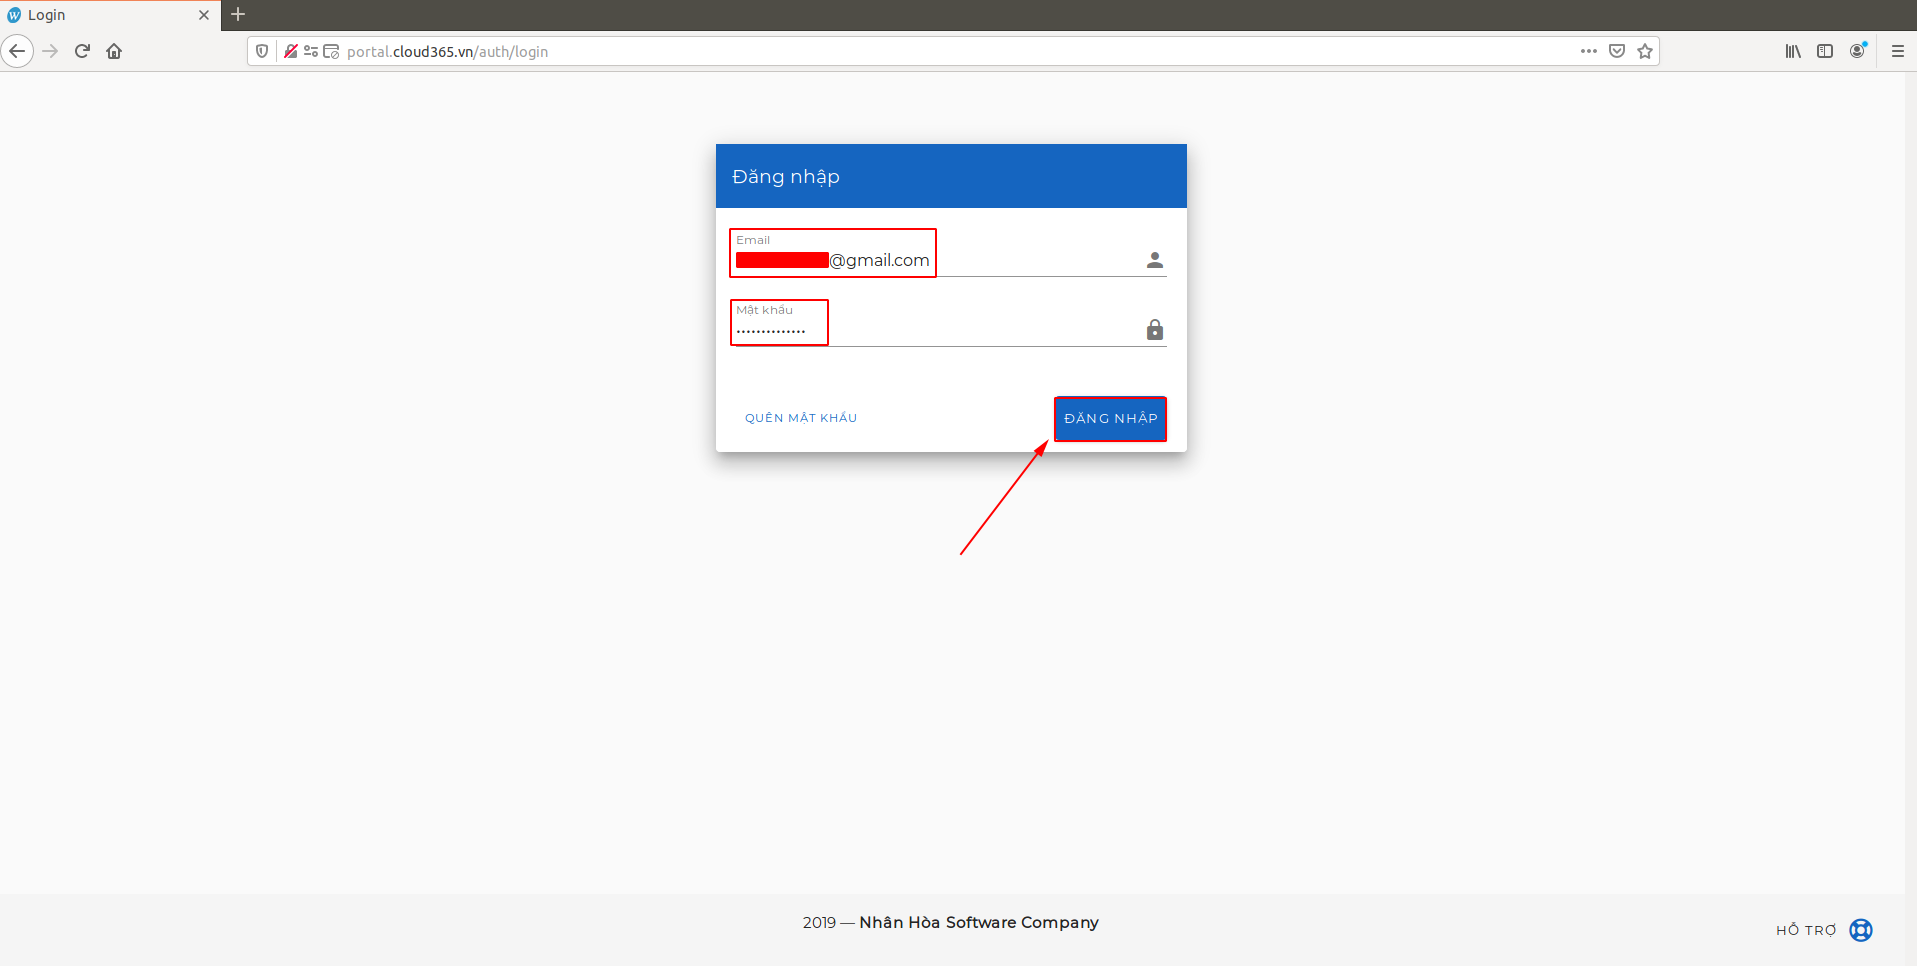 Login
portal.cloud365.vn/auth/login
Đăng nhập
Email
@gmail.com
Mật khẩu
QUÊN MẬT KHẨU
ĐĂNG NHẬP
2019 — Nhân Hòa Software Company
HỖ TRỢ